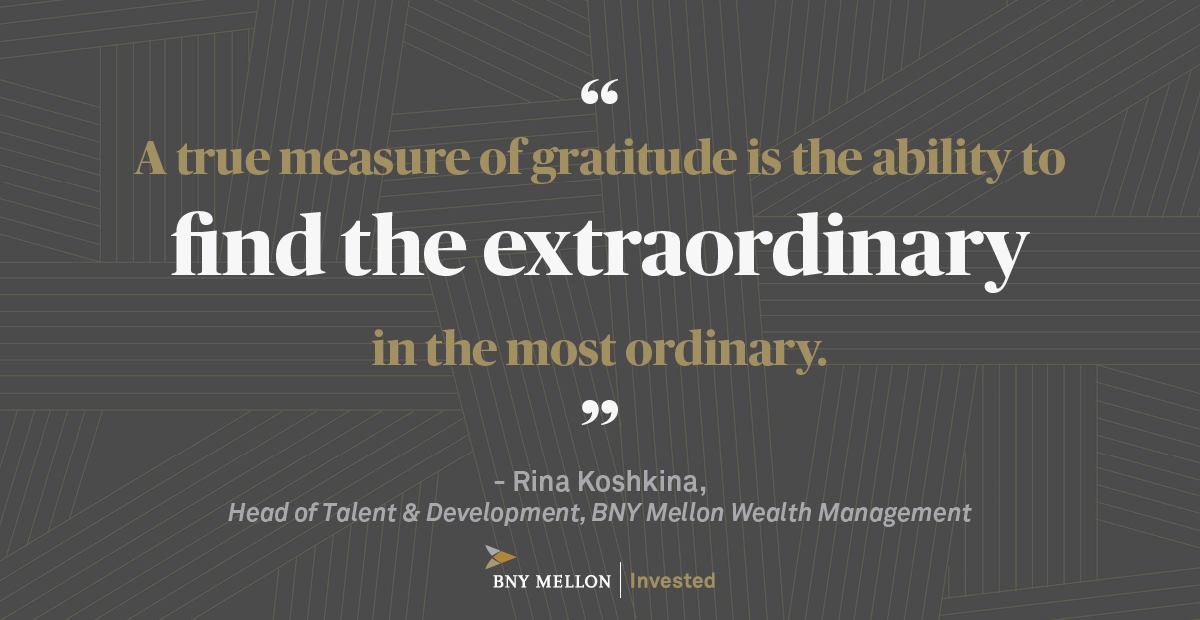 “
A true measure of gratitude is the ability to
find the extraordinary
in the most ordinary.
”
- Rina Koshkina,
Head of Talent & Development, BNY Mellon Wealth Management
BNY MELLON | Invested